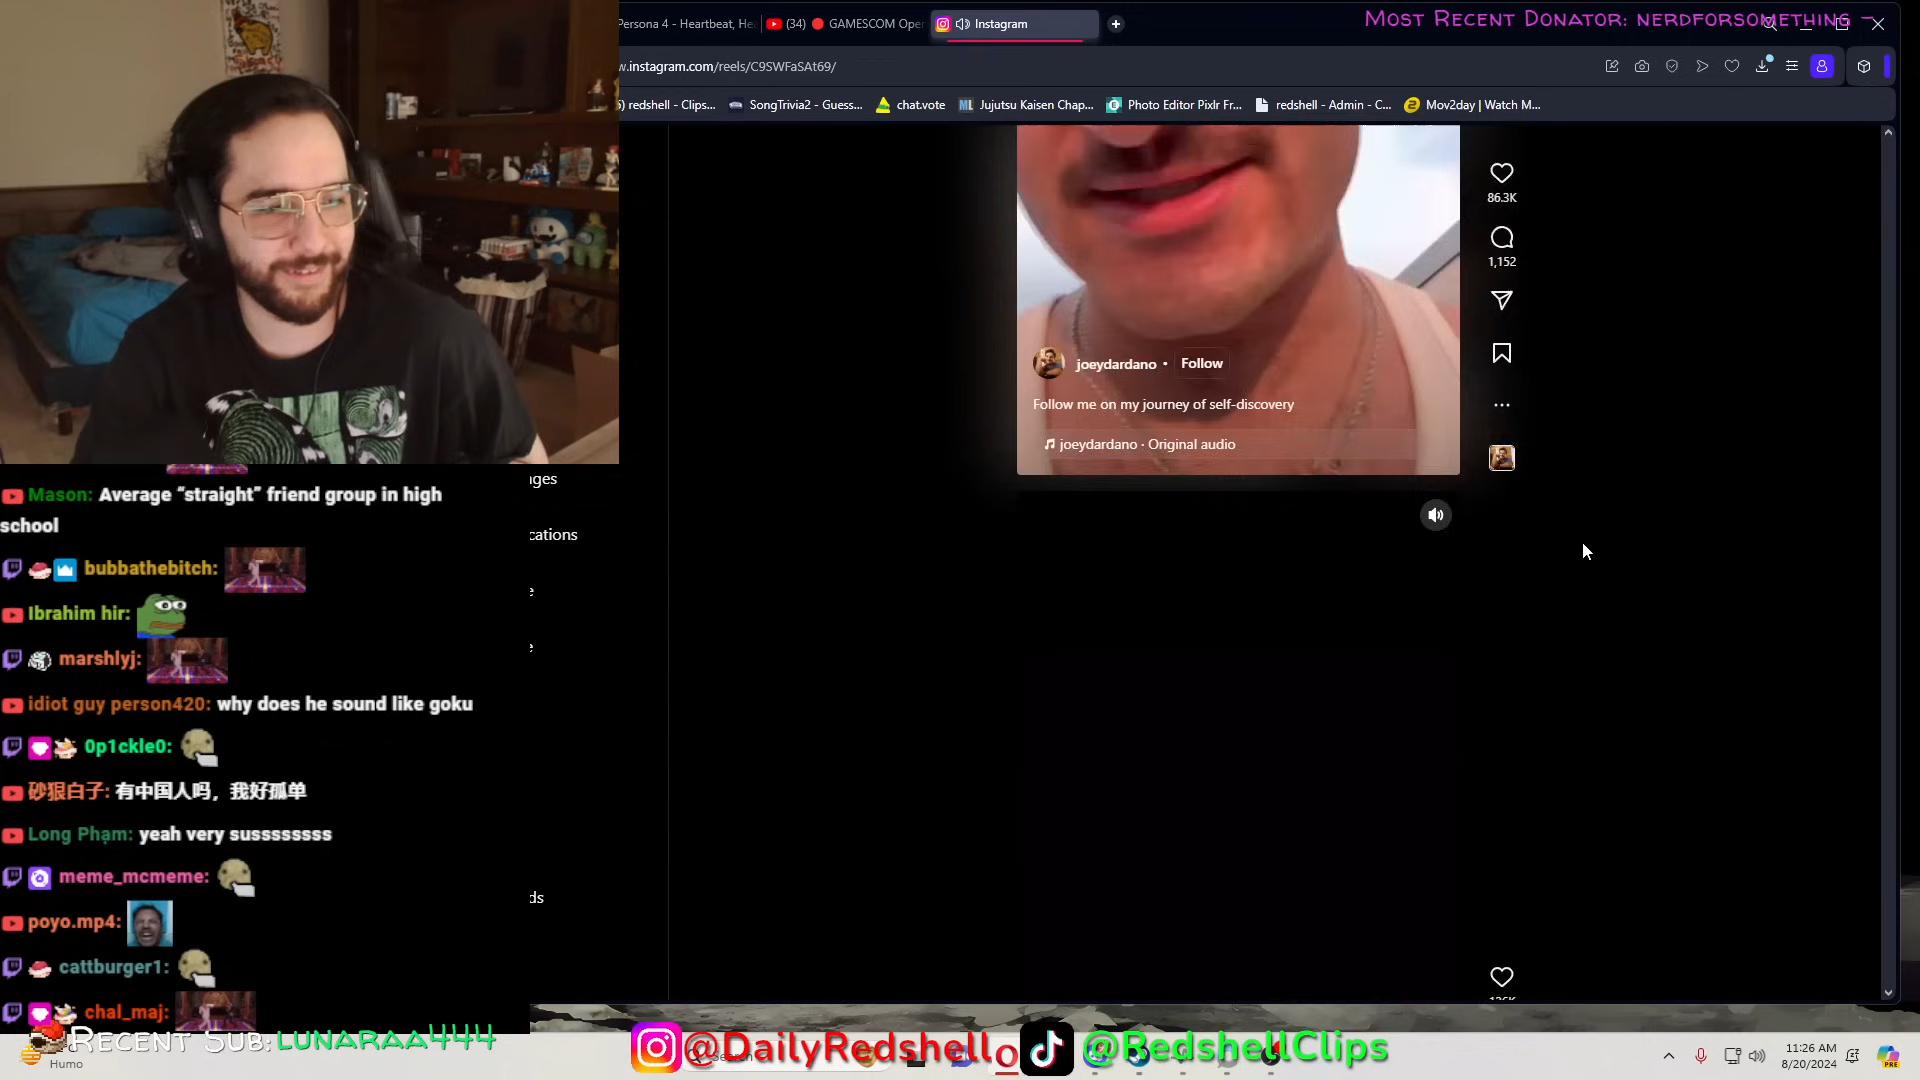 Persona 4 - Heartbeat, He
(34) 🔴 GAMESCOM Ope
Instagram
Most Recent Donator: nerdforsomething -
w.instagram.com/reels/C9SWFaSAt69/
redshell - Clips...
SongTrivia2 - Guess...
chat.vote
Jujutsu Kaisen Chap...
Photo Editor Pixlr Fr...
redshell - Admin - C...
Mov2day | Watch M...
86.3K
1,152
joeydardano • Follow
Follow me on my journey of self-discovery
joeydardano · Original audio
ages
cations
e
e
ds
Mason: Average “straight” friend group in high
school
bubbathebitch:
Ibrahim hir:
marshlyj:
idiot guy person420: why does he sound like goku
0p1ckle0:
砂狠白子: 有中国人吗，我好孤单
Long Phạm: yeah very sussssssss
meme_mcmeme:
poyo.mp4:
cattburger1:
chal_maj:
Recent Sub: lunaraa444
Humo
@DailyRedshell
@RedshellClips
11:26 AM
8/20/2024